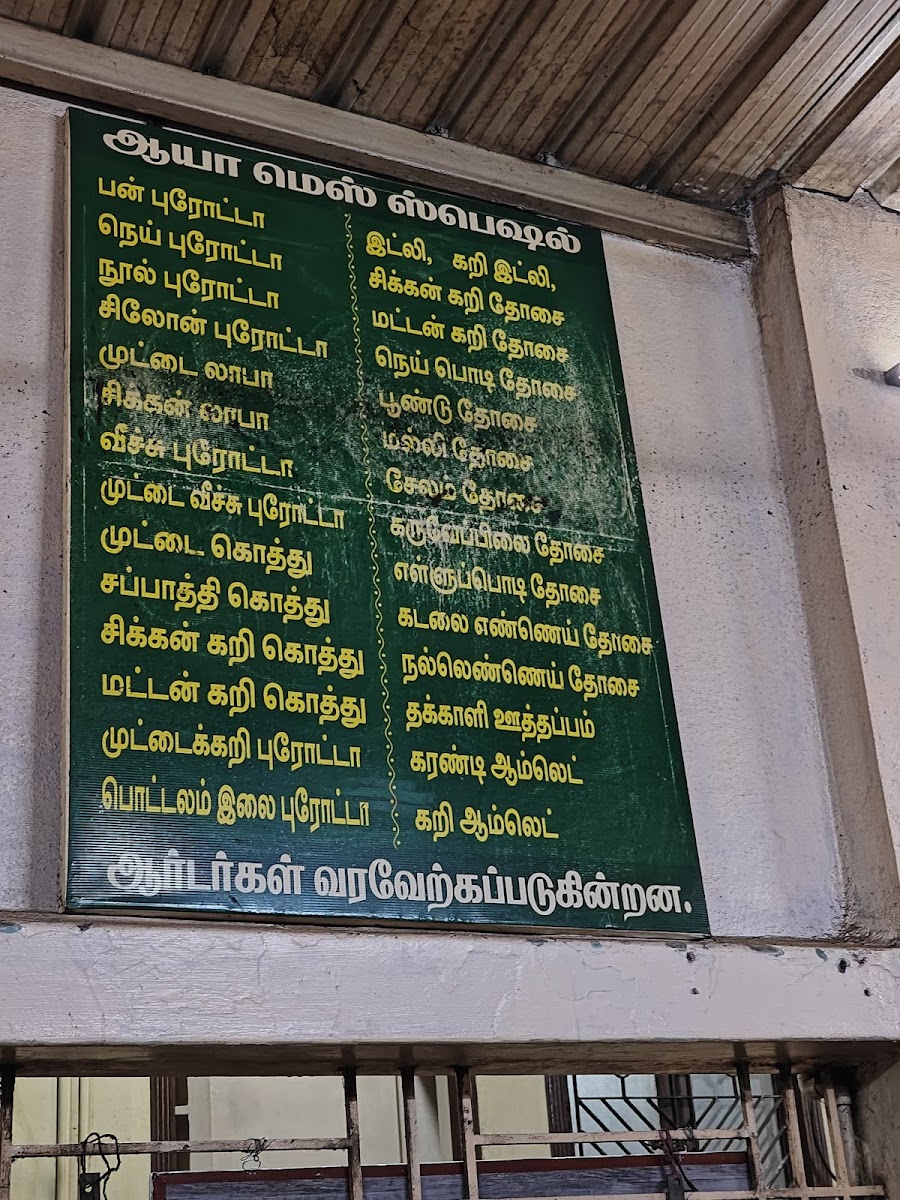 ஆயா மெஸ் ஸ்பெஷல்
பன் புரோட்டா
நெய் புரோட்டா
நூல் புரோட்டா
சிலோன் புரோட்டா
முட்டை லாபா
சிக்கன் லாபா
வீச்சு புரோட்டா
முட்டை வீச்சு புரோட்டா
முட்டை கொத்து
சப்பாத்தி கொத்து
சிக்கன் கறி கொத்து
மட்டன் கறி கொத்து
முட்டைக்கறி புரோட்டா
பொட்டலம் இலை புரோட்டா
இட்லி, கறி இட்லி,
சிக்கன் கறி தோசை
மட்டன் கறி தோசை
நெய் பொடி தோசை
பூண்டு தோசை
மல்லி தோசை
சேலம் தோசை
கருவேப்பிலை தோசை
எள்ளுப்பொடி தோசை
கடலை எண்ணெய் தோசை
நல்லெண்ணெய் தோசை
தக்காளி ஊத்தப்பம்
கரண்டி ஆம்லெட்
கறி ஆம்லெட்
ஆர்டர்கள் வரவேற்கப்படுகின்றன.